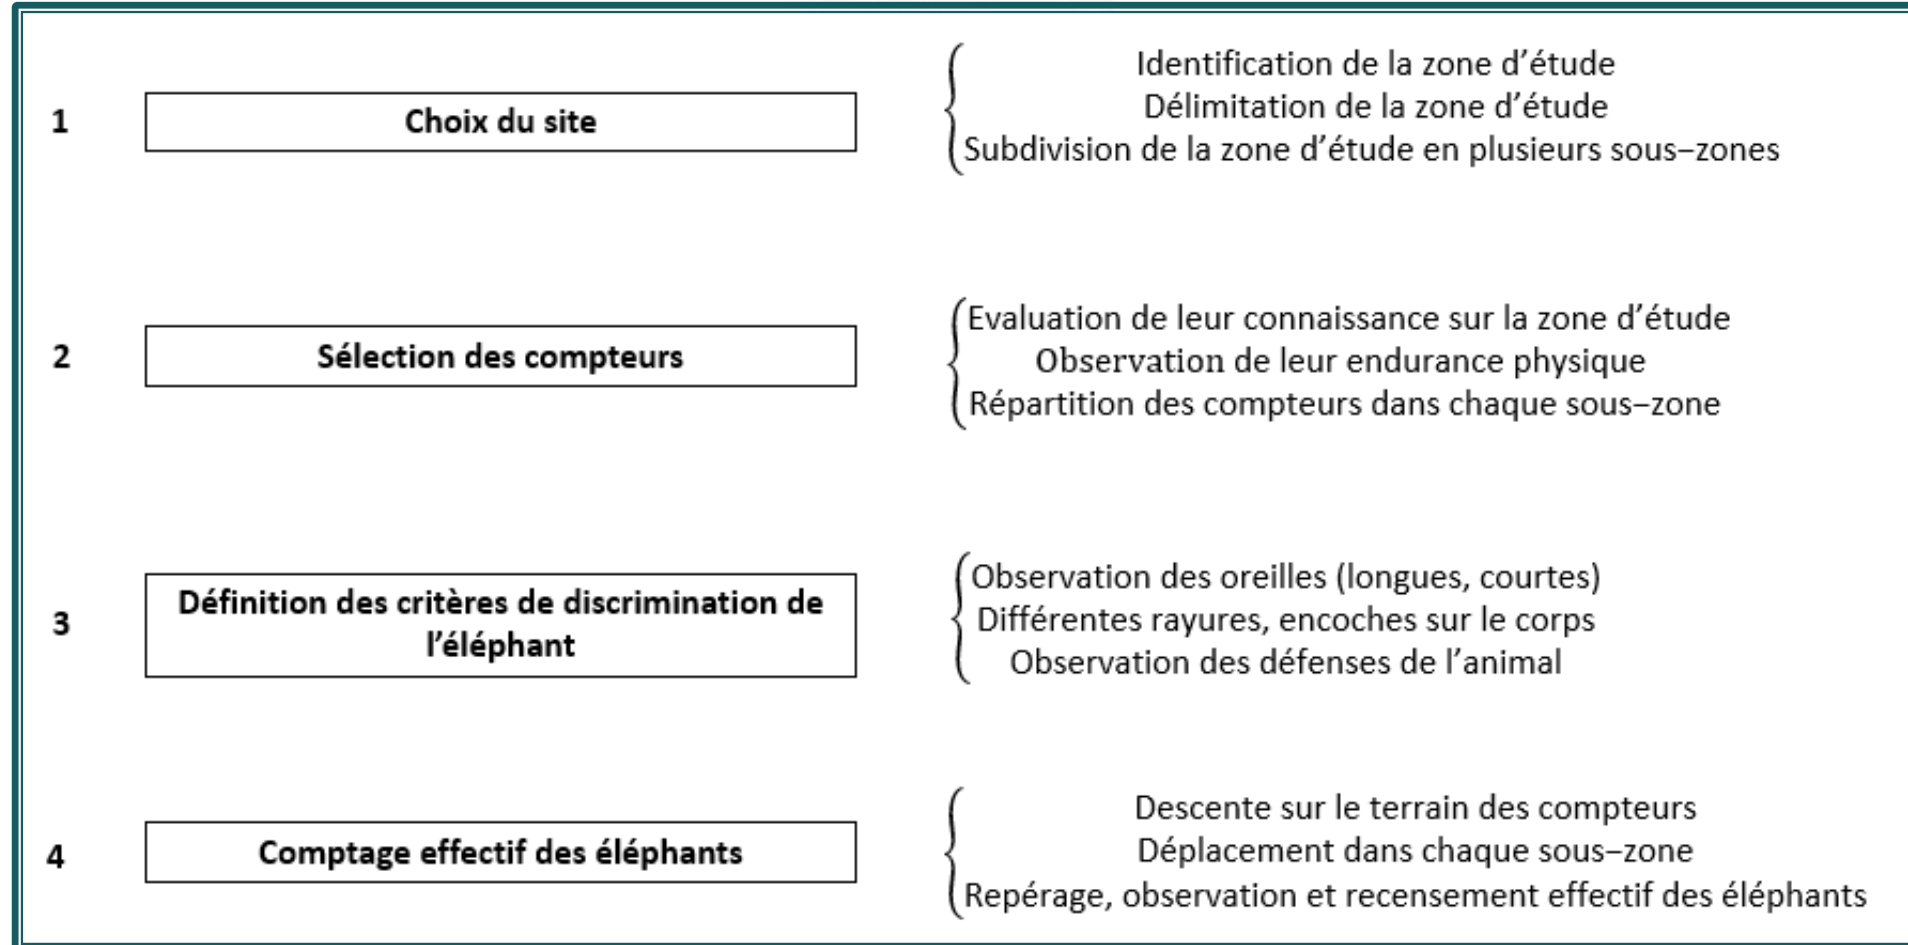 1
Choix du site
Identification de la zone d'étude
Délimitation de la zone d'étude
Subdivision de la zone d'étude en plusieurs sous−zones
2
Sélection des compteurs
Evaluation de leur connaissance sur la zone d'étude
Observation de leur endurance physique
Répartition des compteurs dans chaque sous−zone
3
Définition des critères de discrimination de
l'éléphant
Observation des oreilles (longues, courtes)
Différentes rayures, encoches sur le corps
Observation des défenses de l'animal
4
Comptage effectif des éléphants
Descente sur le terrain des compteurs
Déplacement dans chaque sous−zone
Repérage, observation et recensement effectif des éléphants